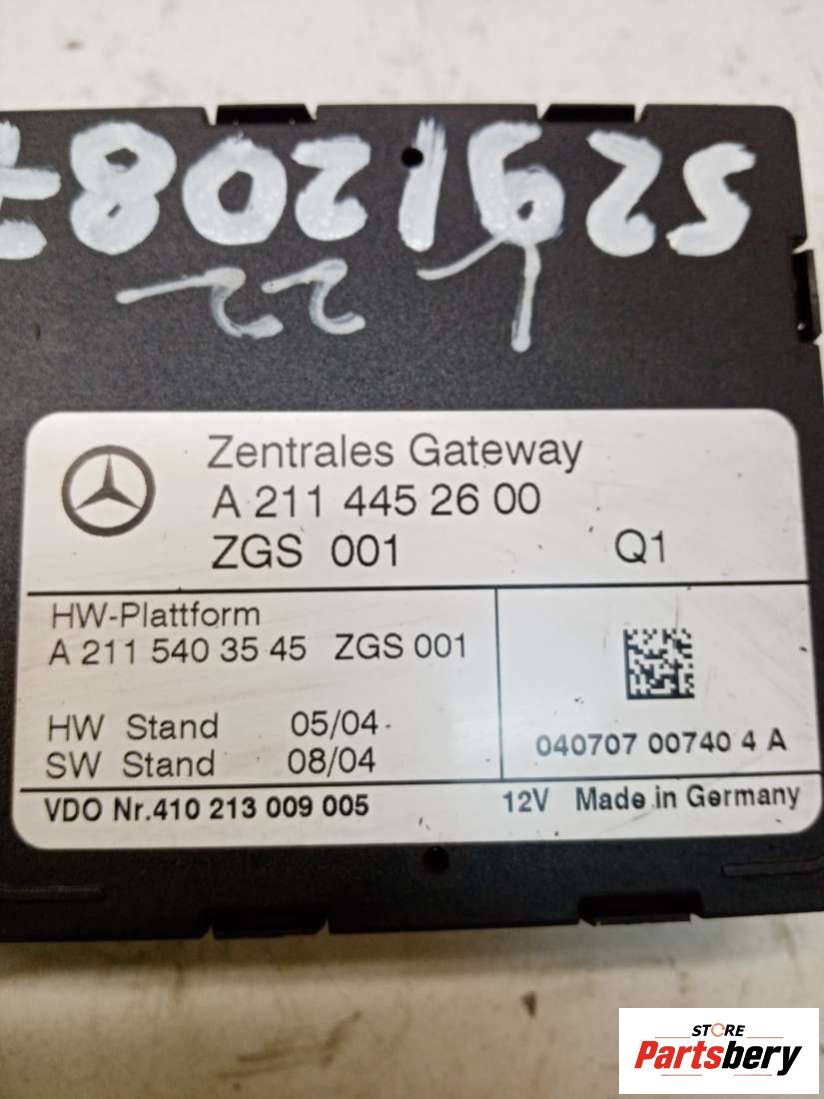 5291208
22
Zentrales Gateway
A 211 445 26 00
ZGS 001 Q1
HW-Plattform
A 211 540 35 45 ZGS 001
HW Stand 05/04
SW Stand 08/04
040707 00740 4 A
VDO Nr.410 213 009 005
12V Made in Germany
STORE
Partsbery